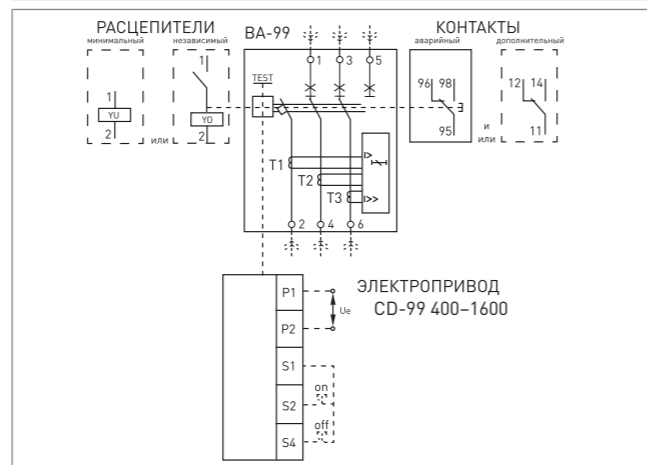 РАСЦЕПИТЕЛИ
минимальный
независимый
BA-99
КОНТАКТЫ
аварийный
дополнительный
1
1
2
YU
или
YO
2
TEST
1
3
5
T1
T2
T3
I>
I>>
2
4
6
96
98
95
и
или
12
14
11
P1
P2
S1
S2
S4
Ue
on
off
ЭЛЕКТРОПРИВОД
CD-99 400–1600